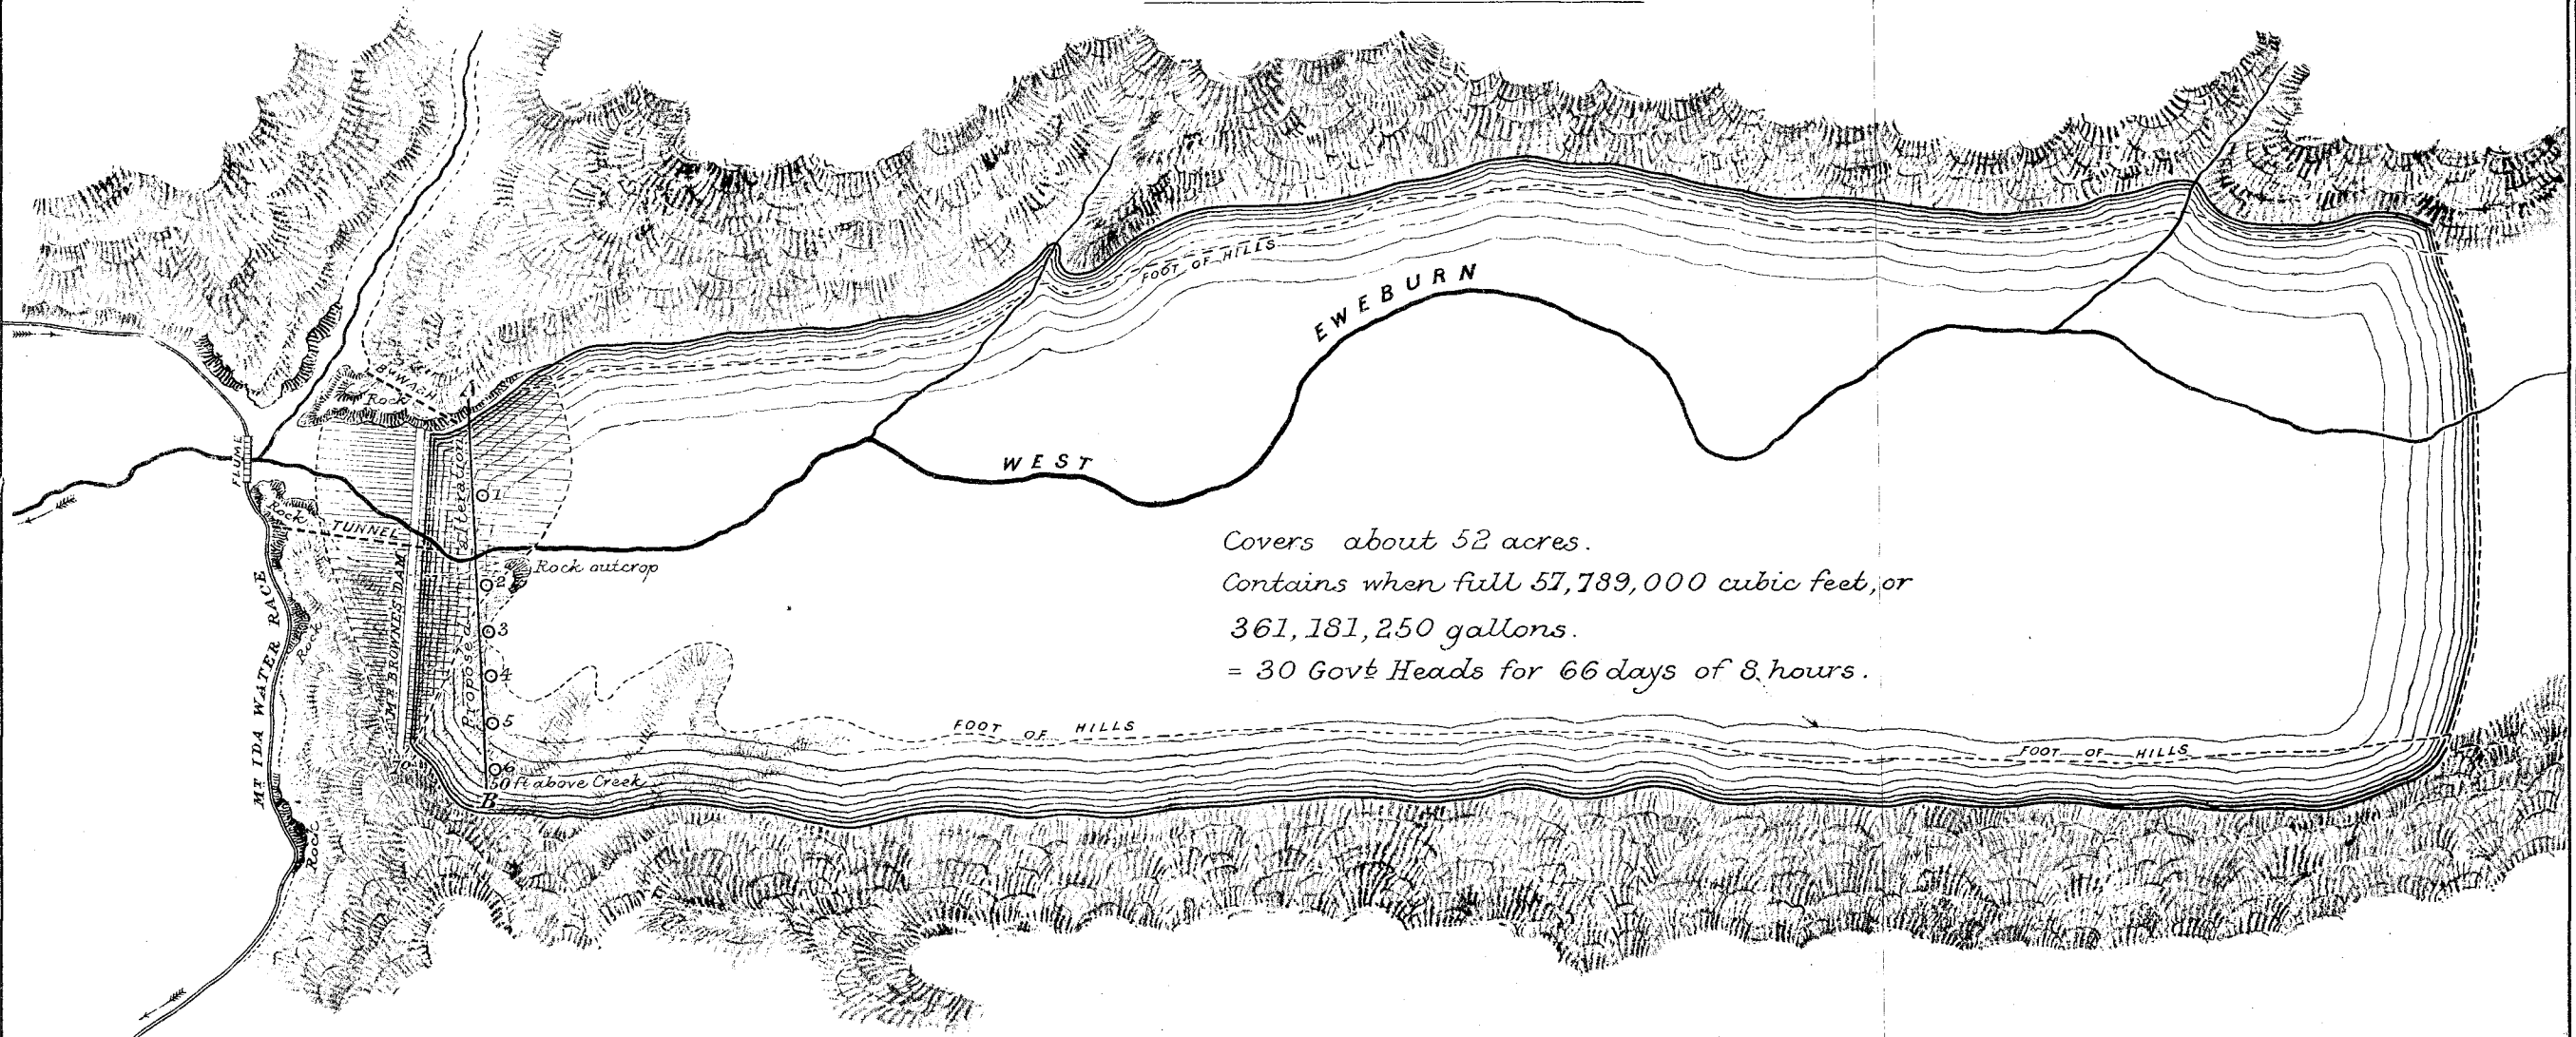 FOOT OF HILLS
WEST EWEBURN
BYWASH
Rock
A
FLUME
Rock
TUNNEL
MT IDA WATER RACE
Rock
Rock
MR BROWNE'S DAM
Proposed alteration
1
2
3
4
5
6
Rock outcrop
50 ft above Creek
B
Covers about 52 acres.
Contains when full 57,789,000 cubic feet, or
361,181,250 gallons.
= 30 Govt Heads for 66 days of 8 hours.
FOOT OF HILLS
FOOT OF HILLS